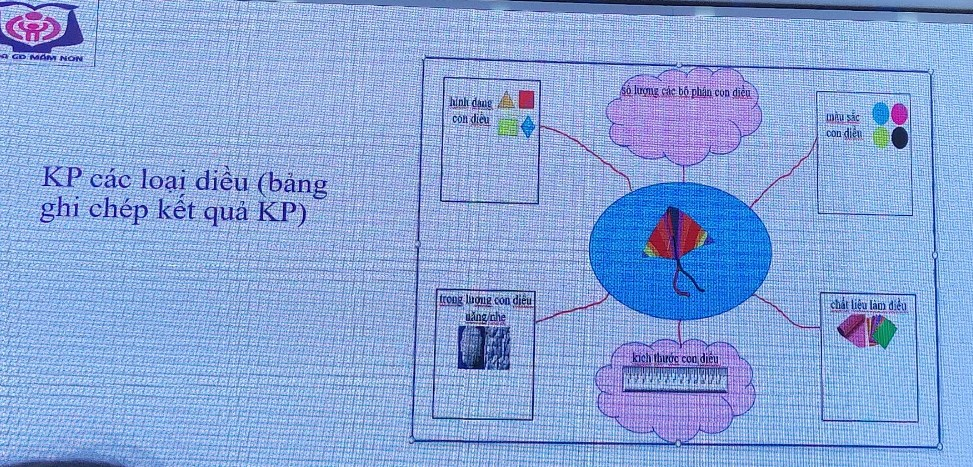 GD MẦM NON
KP các loại diều (bảng
ghi chép kết quả KP)
hình dạng
con diều
số lượng các bộ phận con diều
màu sắc
con diều
trọng lượng con diều
nặng/nhẹ
kích thước con diều
chất liệu làm diều